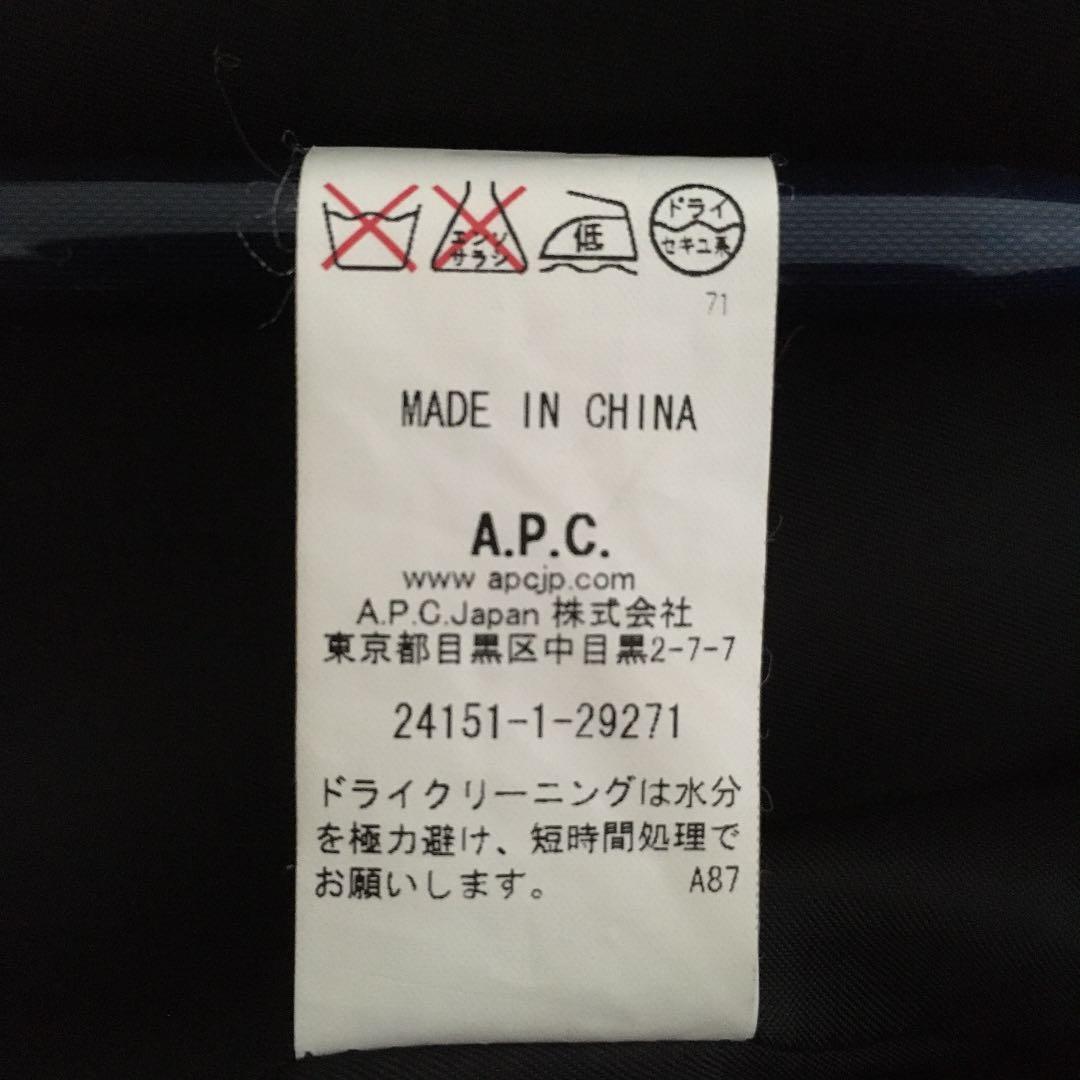 エンソ
サラシ
低
ドライ
セキユ系
71
MADE IN CHINA
A.P.C.
www apcjp.com
A.P.C.Japan 株式会社
東京都目黒区中目黒2-7-7
24151-1-29271
ドライクリーニングは水分
を極力避け、短時間処理で
お願いします。 A87